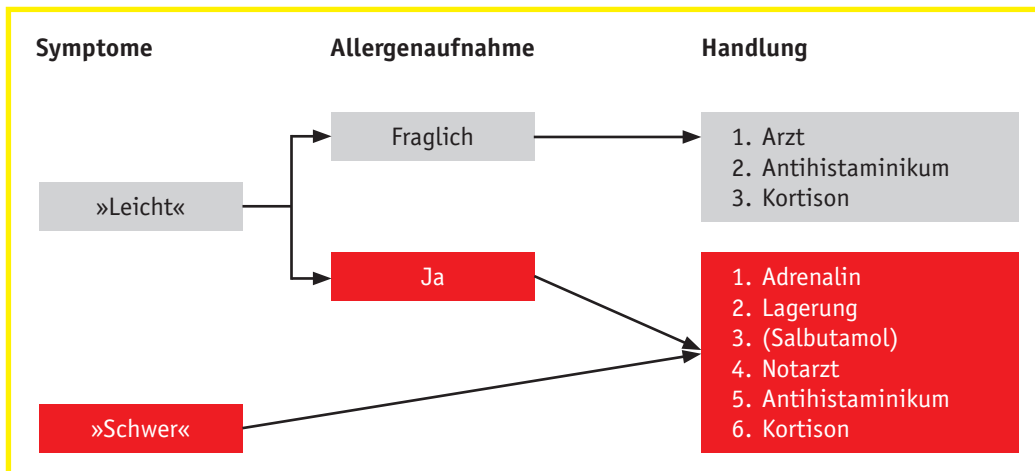 Symptome
Allergenaufnahme
Handlung
»Leicht«
Fraglich
1. Arzt
2. Antihistaminikum
3. Kortison
Ja
1. Adrenalin
2. Lagerung
3. (Salbutamol)
4. Notarzt
5. Antihistaminikum
6. Kortison
»Schwer«